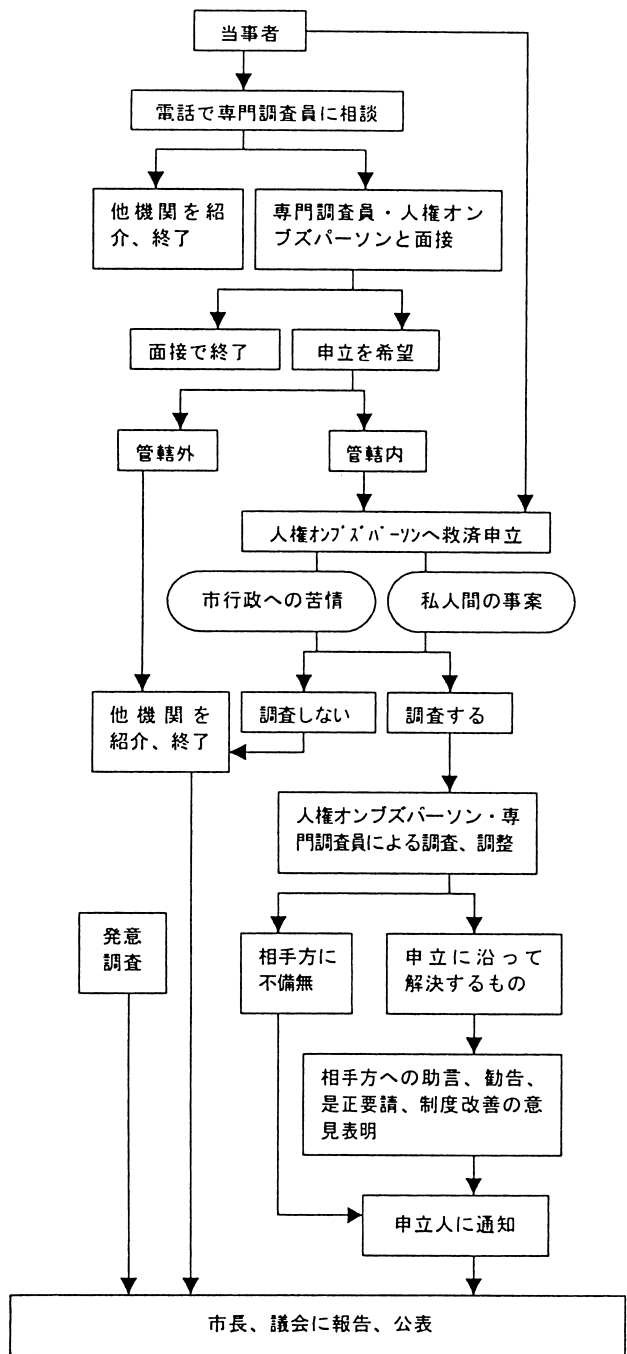 当事者
電話で専門調査員に相談
他機関を紹
介、終了
専門調査員・人権オン
ブズパーソンと面接
面接で終了
申立を希望
管轄外
管轄内
人権ｵﾝﾌﾞｽﾞﾊﾟｰｿﾝへ救済申立
市行政への苦情
私人間の事案
他機関を
紹介、終了
調査しない
調査する
人権オンブズパーソン・専
門調査員による調査、調整
発意
調査
相手方に
不備無
申立に沿って
解決するもの
相手方への助言、勧告、
是正要請、制度改善の意
見表明
申立人に通知
市長、議会に報告、公表